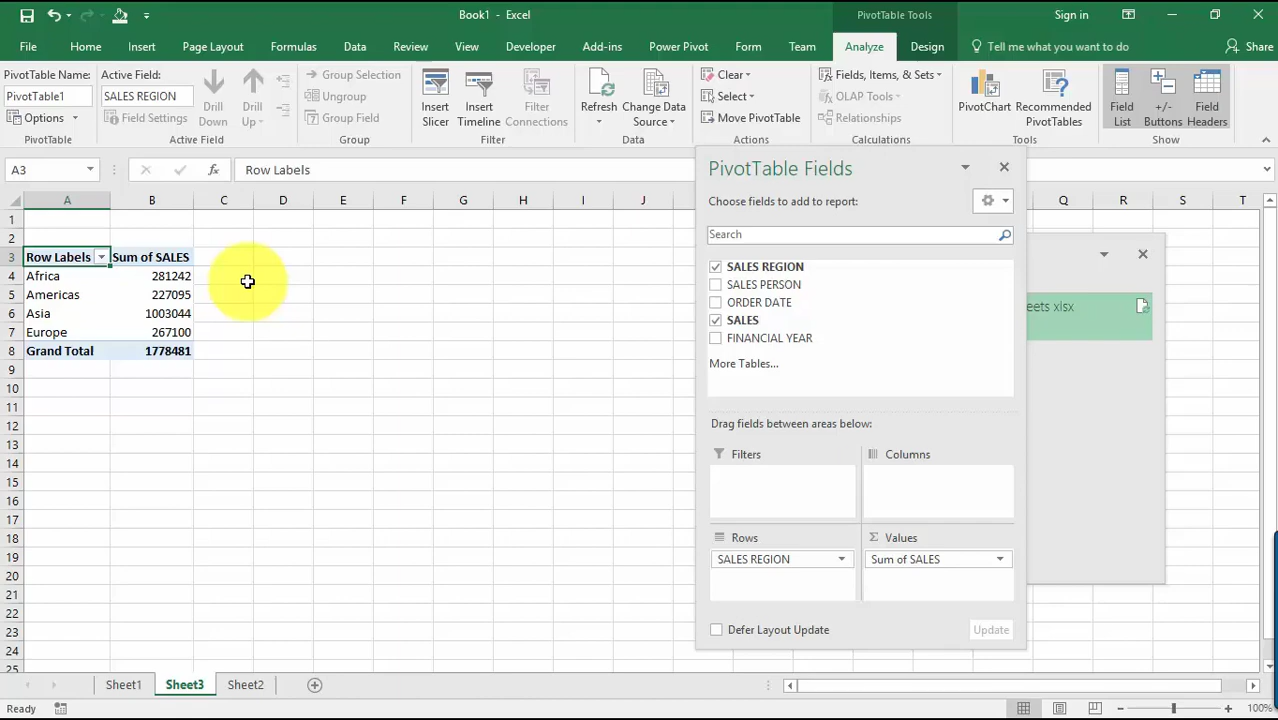 Book1 - Excel
PivotTable Tools
Sign in
File Home Insert Page Layout Formulas Data Review View Developer Add-ins Power Pivot Form Team Analyze Design Tell me what you want to do Share
PivotTable Name:
PivotTable1
Options
PivotTable
Active Field:
SALES REGION
Field Settings
Drill Down
Drill Up
Active Field
Group Selection
Ungroup
Group Field
Group
Insert Slicer
Insert Timeline
Filter Connections
Filter
Refresh
Change Data Source
Data
Clear
Select
Move PivotTable
Actions
Fields, Items, & Sets
OLAP Tools
Relationships
Calculations
PivotChart
Recommended PivotTables
Tools
Field List
+/- Buttons
Field Headers
Show
A3 fx Row Labels
A B C D E F G H I J Q R S T
1
2
3 Row Labels Sum of SALES
4 Africa 281242
5 Americas 227095
6 Asia 1003044
7 Europe 267100
8 Grand Total 1778481
9
10
11
12
13
14
15
16
17
18
19
20
21
22
23
24
25
PivotTable Fields
Choose fields to add to report:
Search
SALES REGION
SALES PERSON
ORDER DATE
SALES
FINANCIAL YEAR
More Tables...
Drag fields between areas below:
Filters
Columns
Rows
SALES REGION
Σ Values
Sum of SALES
Defer Layout Update
Update
eets xlsx
Sheet1 Sheet3 Sheet2
Ready
100%